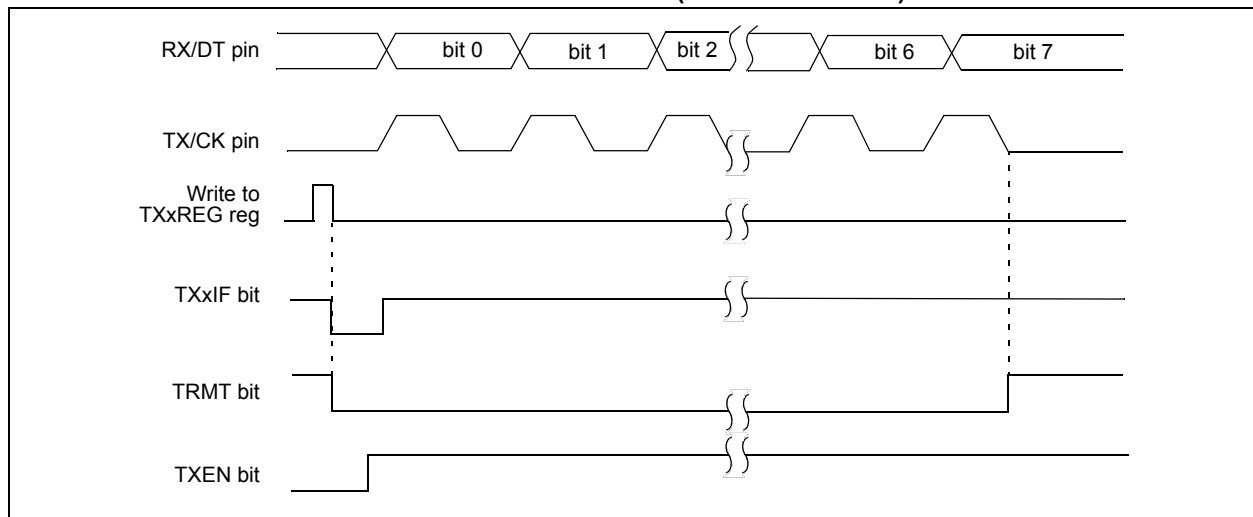 RX/DT pin
bit 0 bit 1 bit 2 bit 6 bit 7
TX/CK pin
Write to
TXxREG reg
TXxIF bit
TRMT bit
TXEN bit